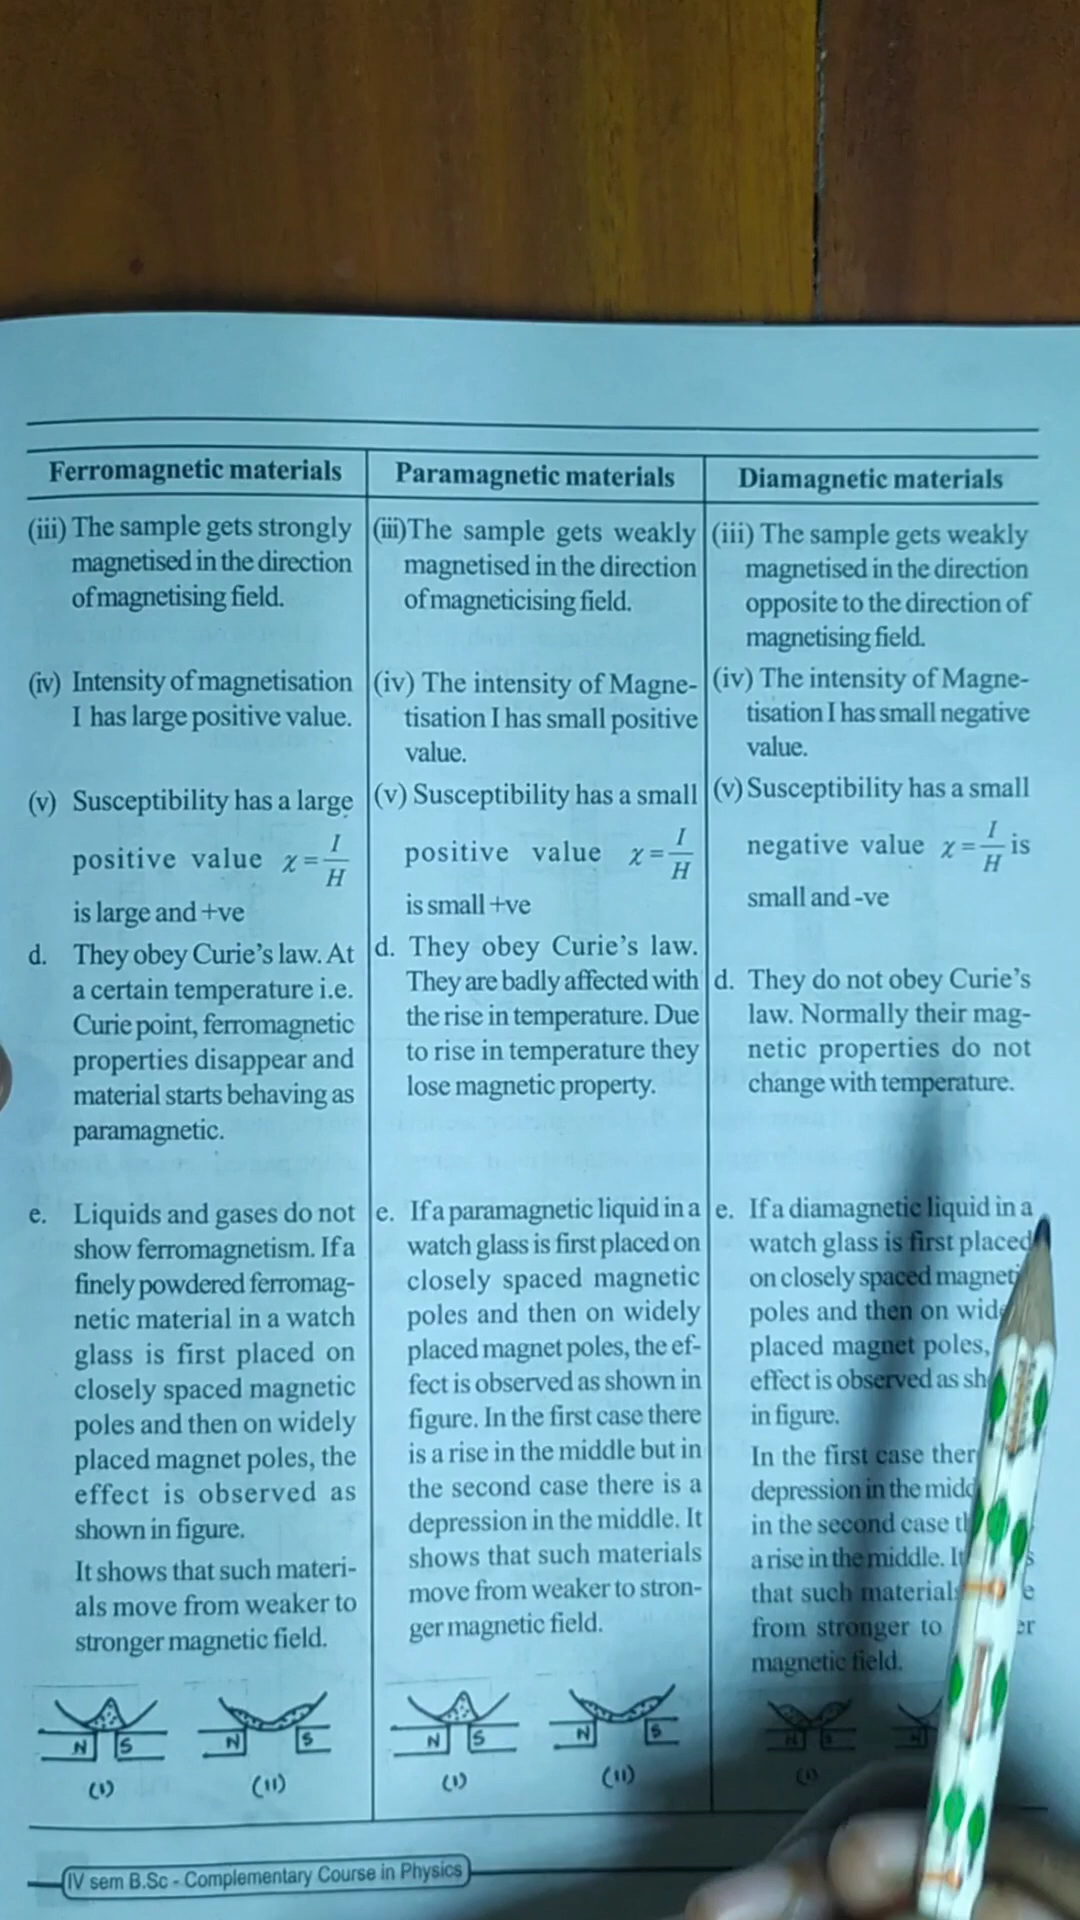 Ferromagnetic materials
(iii) The sample gets strongly
magnetised in the direction
of magnetising field.
(iv) Intensity of magnetisation
I has large positive value.
(v) Susceptibility has a large
positive value χ = I/H
is large and +ve
d. They obey Curie's law. At
a certain temperature i.e.
Curie point, ferromagnetic
properties disappear and
material starts behaving as
paramagnetic.
e. Liquids and gases do not
show ferromagnetism. If a
finely powdered ferromag-
netic material in a watch
glass is first placed on
closely spaced magnetic
poles and then on widely
placed magnet poles, the
effect is observed as
shown in figure.
It shows that such materi-
als move from weaker to
stronger magnetic field.
N S
N S
(I)
(II)
Paramagnetic materials
(iii) The sample gets weakly
magnetised in the direction
of magneticising field.
(iv) The intensity of Magne-
tisation I has small positive
value.
(v) Susceptibility has a small
positive value χ = I/H
is small +ve
d. They obey Curie's law.
They are badly affected with
the rise in temperature. Due
to rise in temperature they
lose magnetic property.
e. If a paramagnetic liquid in a
watch glass is first placed on
closely spaced magnetic
poles and then on widely
placed magnet poles, the ef-
fect is observed as shown in
figure. In the first case there
is a rise in the middle but in
the second case there is a
depression in the middle. It
shows that such materials
move from weaker to stron-
ger magnetic field.
N S
N S
(I)
(II)
Diamagnetic materials
(iii) The sample gets weakly
magnetised in the direction
opposite to the direction of
magnetising field.
(iv) The intensity of Magne-
tisation I has small negative
value.
(v) Susceptibility has a small
negative value χ = I/H is
small and -ve
d. They do not obey Curie's
law. Normally their mag-
netic properties do not
change with temperature.
e. If a diamagnetic liquid in a
watch glass is first placed
on closely spaced
poles and then on
placed magnet poles,
effect is observed as
in figure.
In the first case
depression in the
in the second case
a rise in the middle.
that such materials
from stronger to
magnetic field.
N S
N
IV sem B.Sc - Complementary Course in Physics